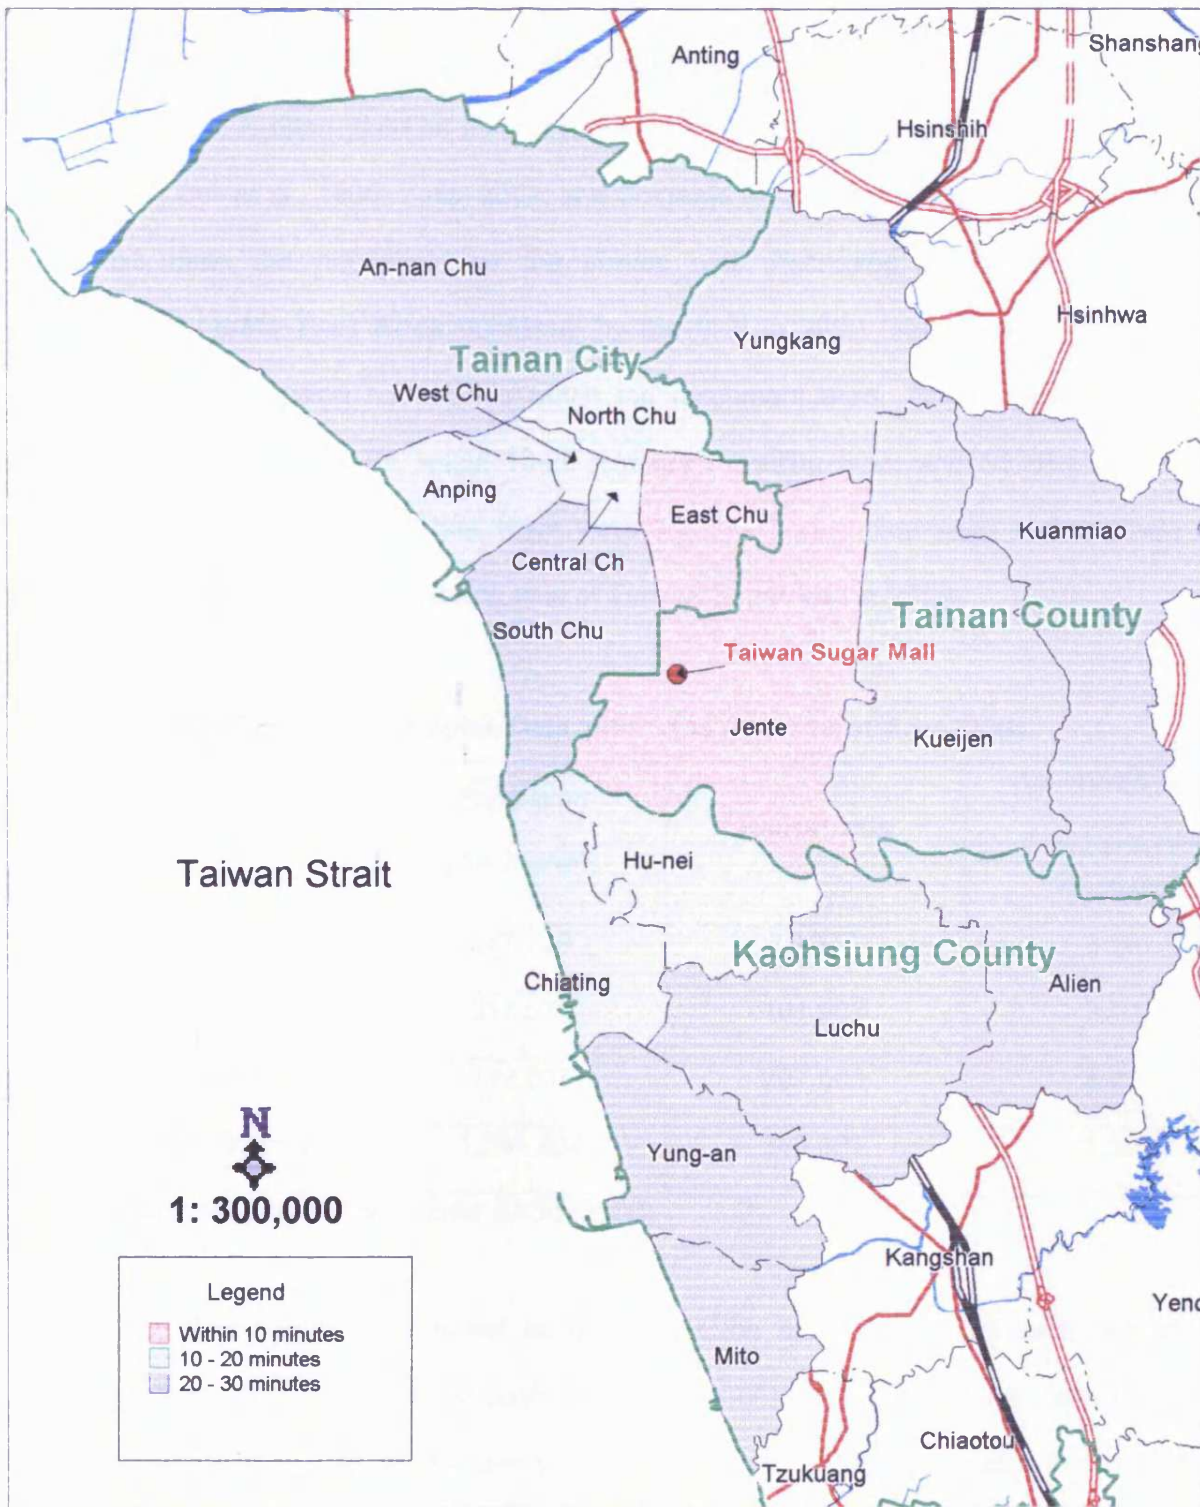 Anting
Shanshang
Hsinshih
An-nan Chu
Hsinhwa
Yungkang
Tainan City
West Chu
North Chu
Anping
East Chu
Kuanmiao
Central Ch
Tainan County
South Chu
Taiwan Sugar Mall
Jente
Kueijen
Hu-nei
Taiwan Strait
Kaohsiung County
Chiating
Alien
Luchu
N
Yung-an
1: 300,000
Kangshan
Legend
Yenc
Within 10 minutes
10 - 20 minutes
20 - 30 minutes
Mito
Chiaotou
Tzukuang